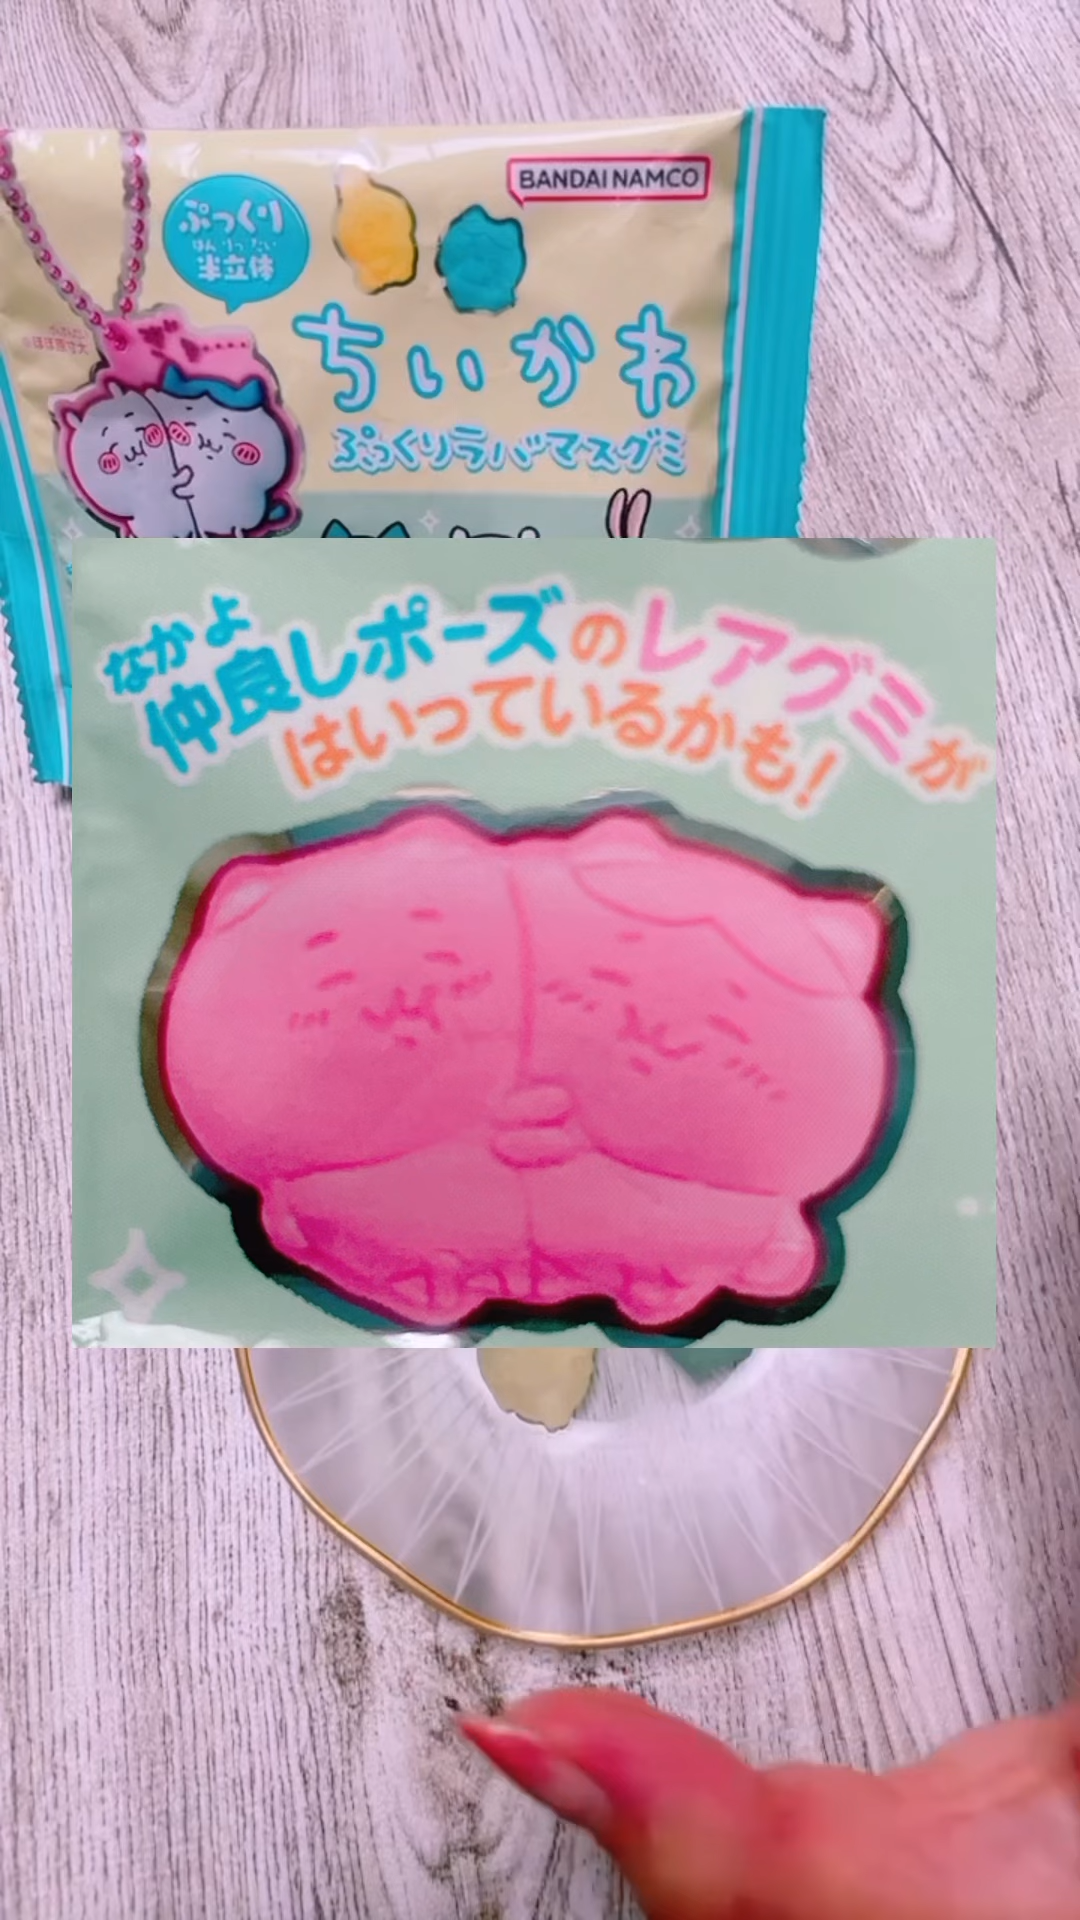 BANDAI NAMCO
ぷっくり
はんりったい
半立体
ちいかわ
ぷっくりラバマスグミ
なかよ
仲良しポーズのレアグミが
はいっているかも!